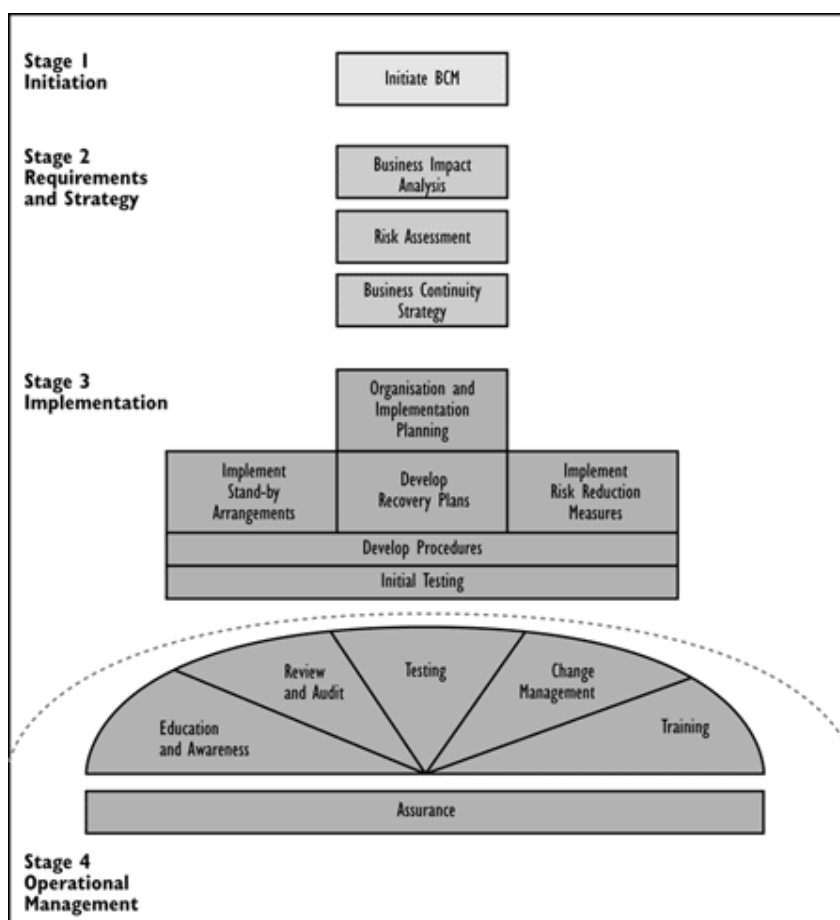 Stage 1
Initiation
Initiate BCM
Stage 2
Requirements
and Strategy
Business Impact
Analysis
Risk Assessment
Business Continuity
Strategy
Stage 3
Implementation
Organisation and
Implementation
Planning
Implement
Stand-by
Arrangements
Develop
Recovery Plans
Implement
Risk Reduction
Measures
Develop Procedures
Initial Testing
Education
and Awareness
Review
and Audit
Testing
Change
Management
Training
Assurance
Stage 4
Operational
Management